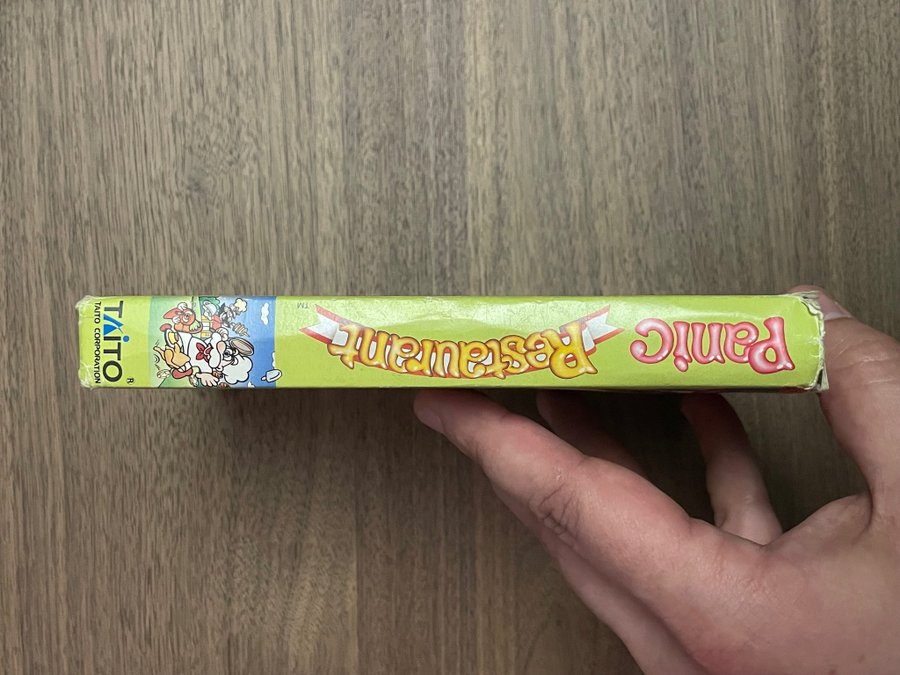 Panic
Restaurant
TM
TAITO
R
TAITO CORPORATION